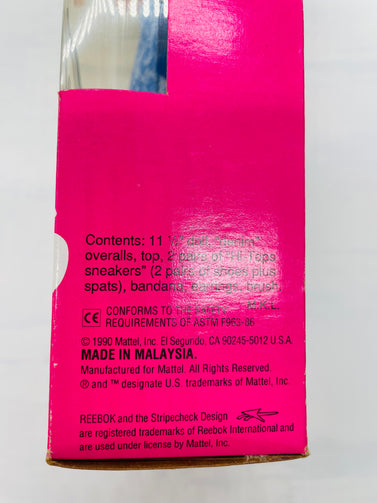 Contents: 11 ½" doll, "denim"
overalls, top, 2 pairs of "Hi-Tops
sneakers" (2 pairs of shoes plus
spats), bandana, earrings, brush
M.K.L.
CE CONFORMS TO THE SAFETY
REQUIREMENTS OF ASTM F963-86
© 1990 Mattel, Inc. El Segundo, CA 90245-5012 U.S.A.
MADE IN MALAYSIA.
Manufactured for Mattel. All Rights Reserved.
® and ™ designate U.S. trademarks of Mattel, Inc.
REEBOK and the Stripecheck Design
are registered trademarks of Reebok International and
are used under license by Mattel, Inc.